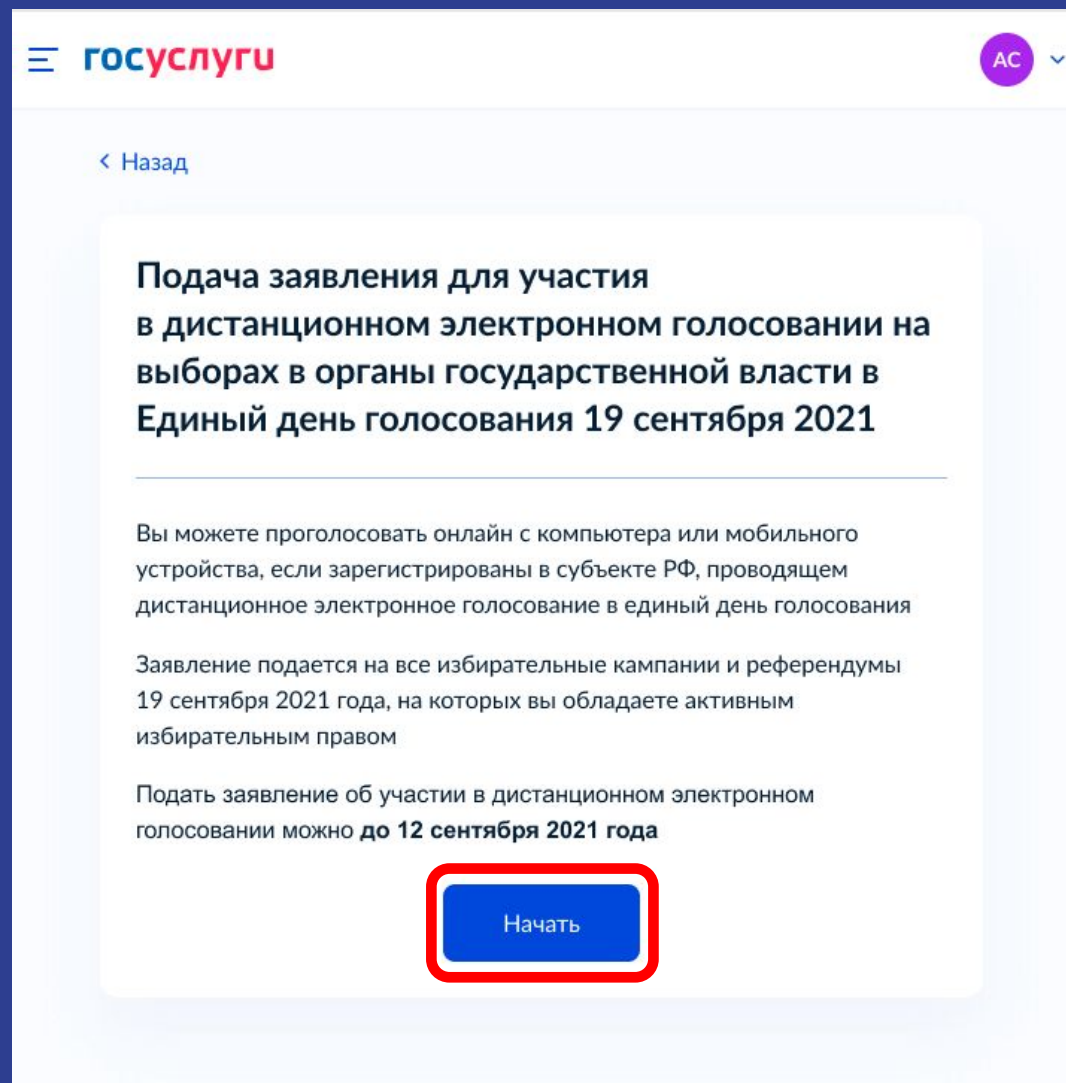 госуслуги
АС
Назад
Подача заявления для участия
в дистанционном электронном голосовании на
выборах в органы государственной власти в
Единый день голосования 19 сентября 2021
Вы можете проголосовать онлайн с компьютера или мобильного
устройства, если зарегистрированы в субъекте РФ, проводящем
дистанционное электронное голосование в единый день голосования
Заявление подается на все избирательные кампании и референдумы
19 сентября 2021 года, на которых вы обладаете активным
избирательным правом
Подать заявление об участии в дистанционном электронном
голосовании можно до 12 сентября 2021 года
Начать